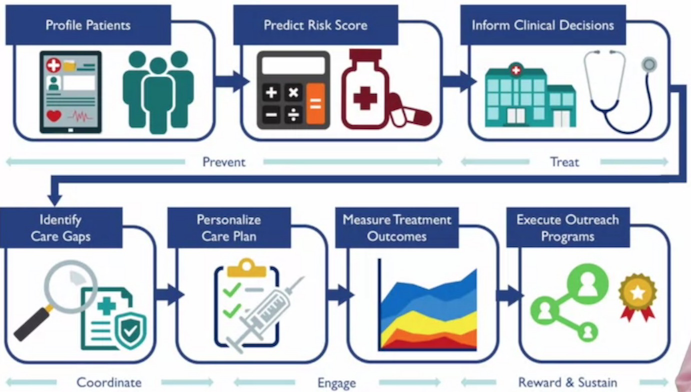 Profile Patients
Predict Risk Score
Inform Clinical Decisions
Prevent
Treat
Identify
Care Gaps
Personalize
Care Plan
Measure Treatment
Outcomes
Execute Outreach
Programs
Coordinate
Engage
Reward & Sustain